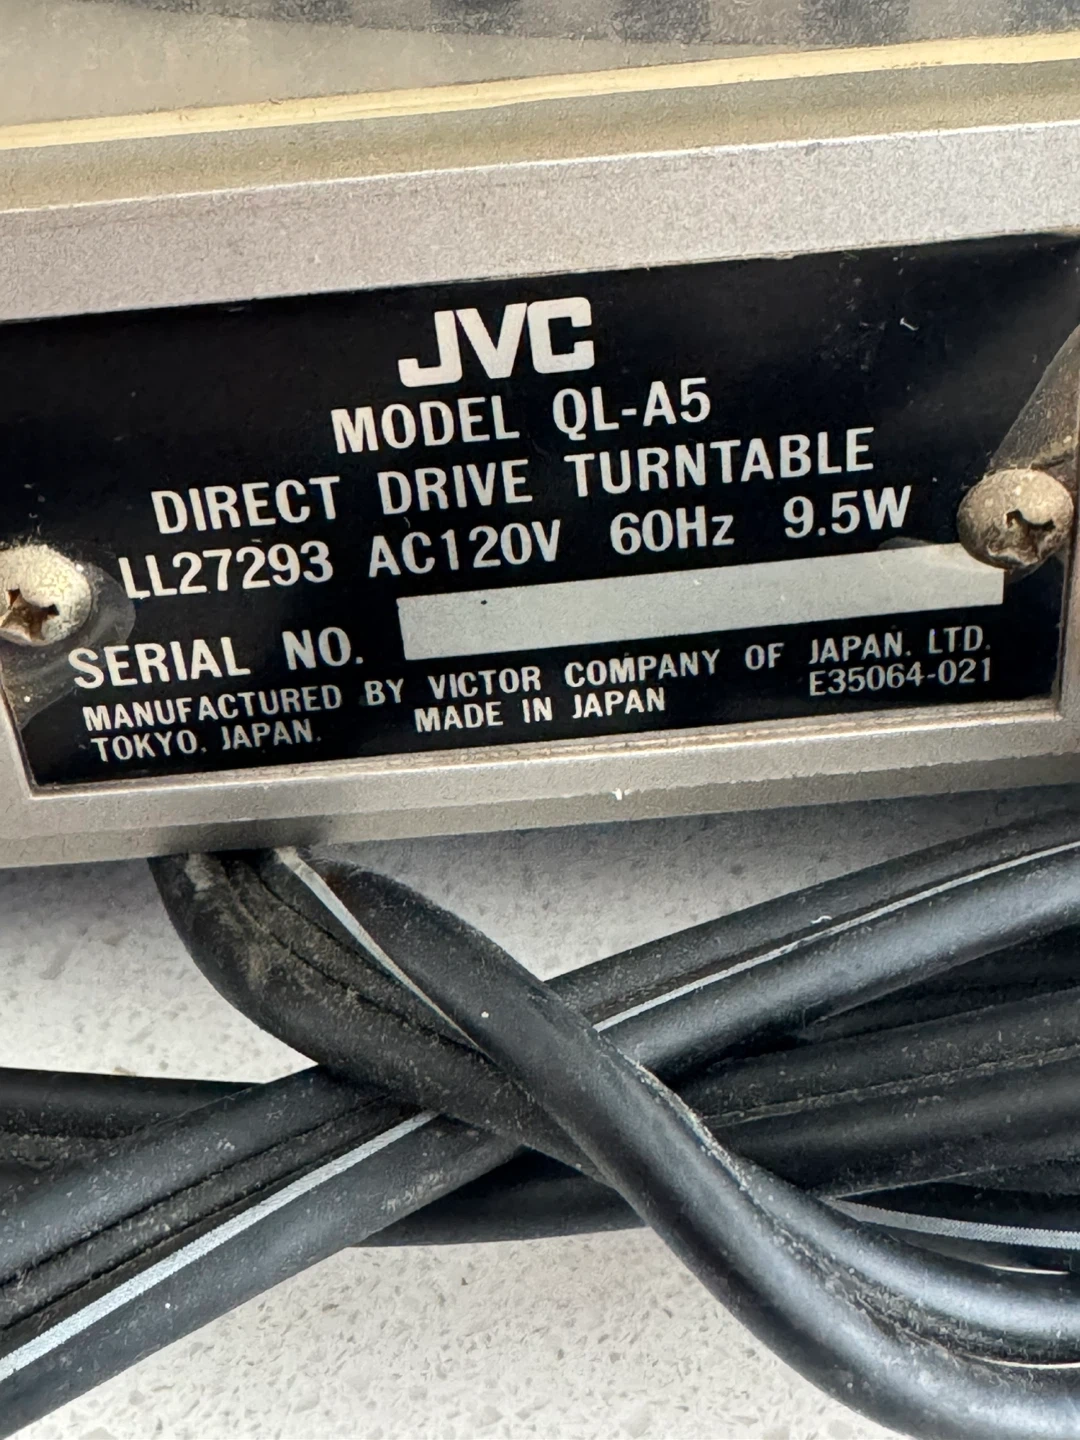 JVC
MODEL QL-A5
DIRECT DRIVE TURNTABLE
LL27293 AC120V 60Hz 9.5W
SERIAL NO.
MANUFACTURED BY VICTOR COMPANY OF JAPAN. LTD.
TOKYO, JAPAN. MADE IN JAPAN E35064-021